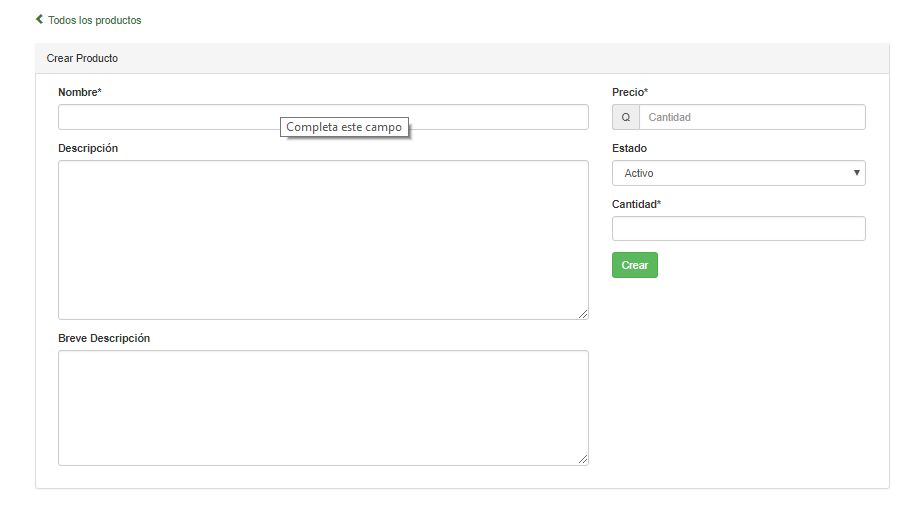 Todos los productos
Crear Producto
Nombre*
Completa este campo
Descripción
Breve Descripción
Precio*
Q Cantidad
Estado
Activo
Cantidad*
Crear